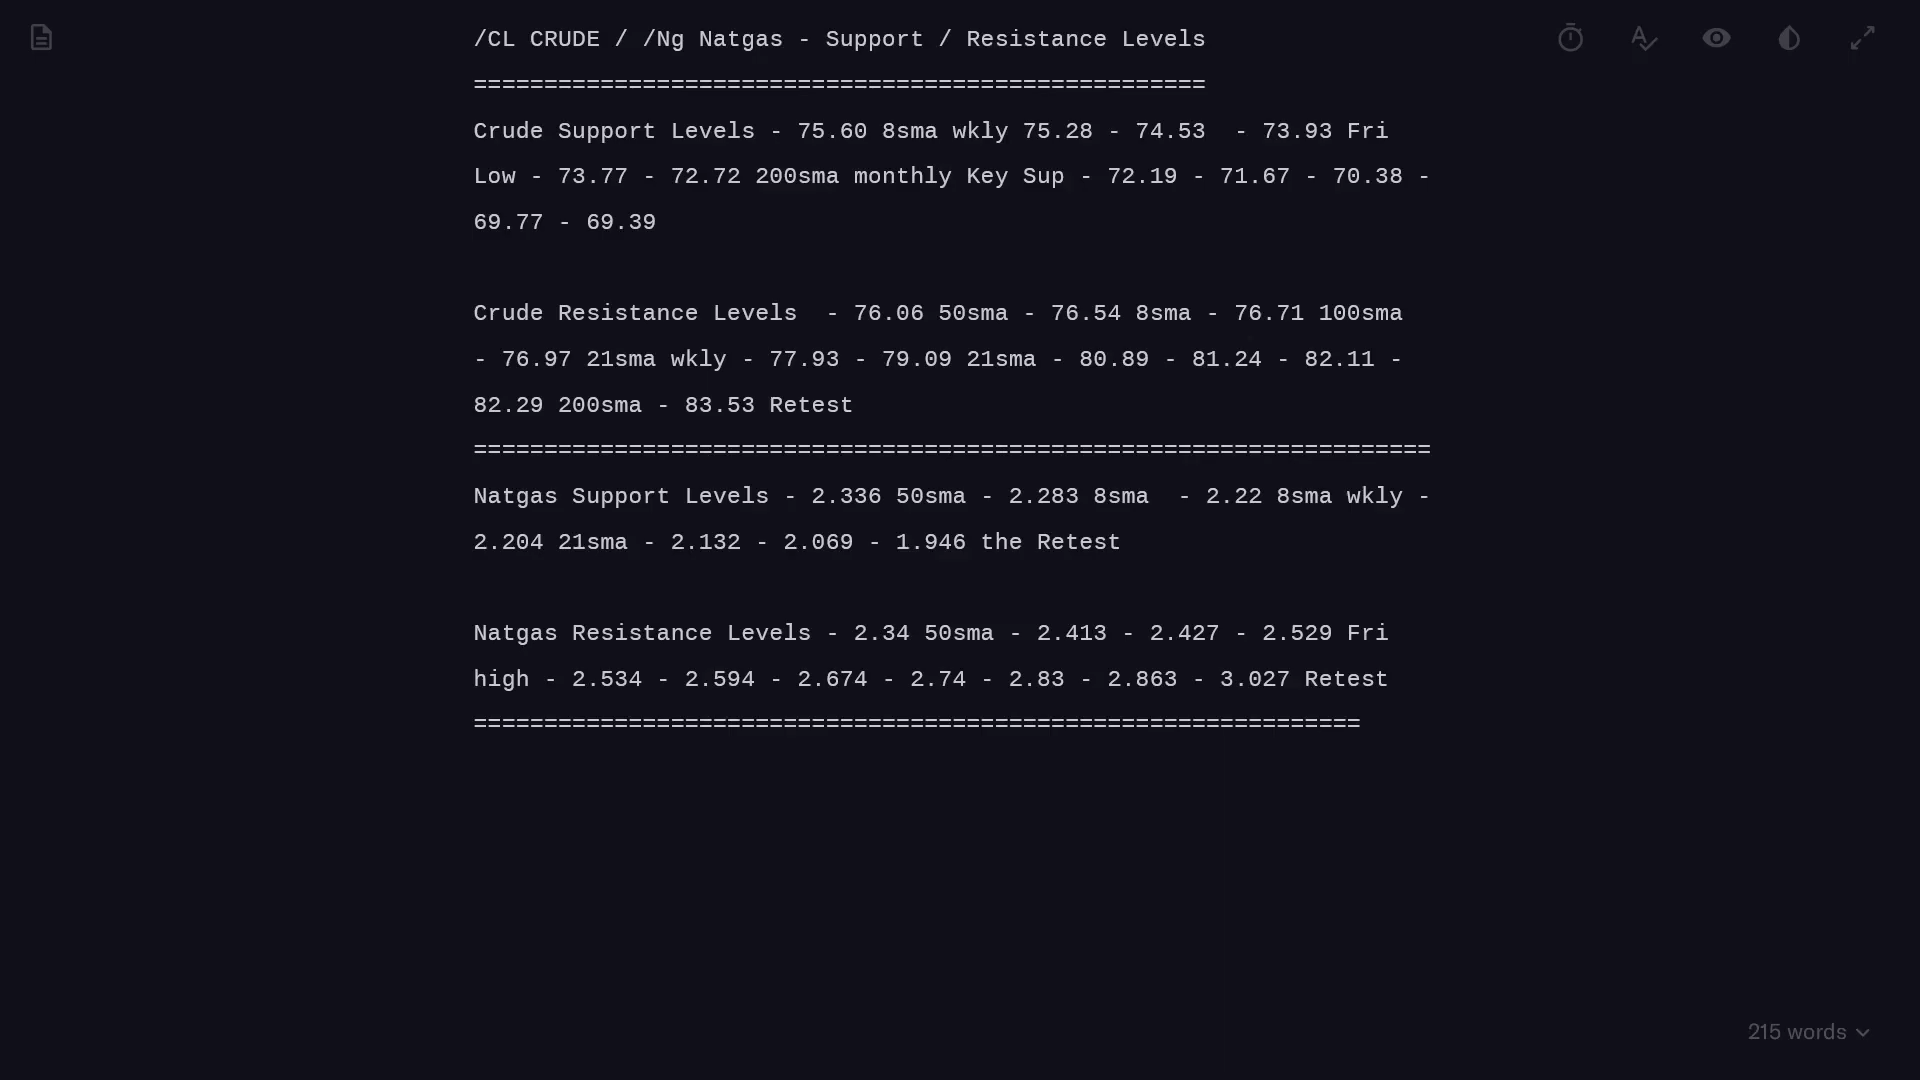 /CL CRUDE / /Ng Natgas - Support / Resistance Levels
====================================================
Crude Support Levels - 75.60 8sma wkly 75.28 - 74.53  - 73.93 Fri
Low - 73.77 - 72.72 200sma monthly Key Sup - 72.19 - 71.67 - 70.38 -
69.77 - 69.39
Crude Resistance Levels  - 76.06 50sma - 76.54 8sma - 76.71 100sma
- 76.97 21sma wkly - 77.93 - 79.09 21sma - 80.89 - 81.24 - 82.11 -
82.29 200sma - 83.53 Retest
====================================================================
Natgas Support Levels - 2.336 50sma - 2.283 8sma  - 2.22 8sma wkly -
2.204 21sma - 2.132 - 2.069 - 1.946 the Retest
Natgas Resistance Levels - 2.34 50sma - 2.413 - 2.427 - 2.529 Fri
high - 2.534 - 2.594 - 2.674 - 2.74 - 2.83 - 2.863 - 3.027 Retest
===============================================================
215 words